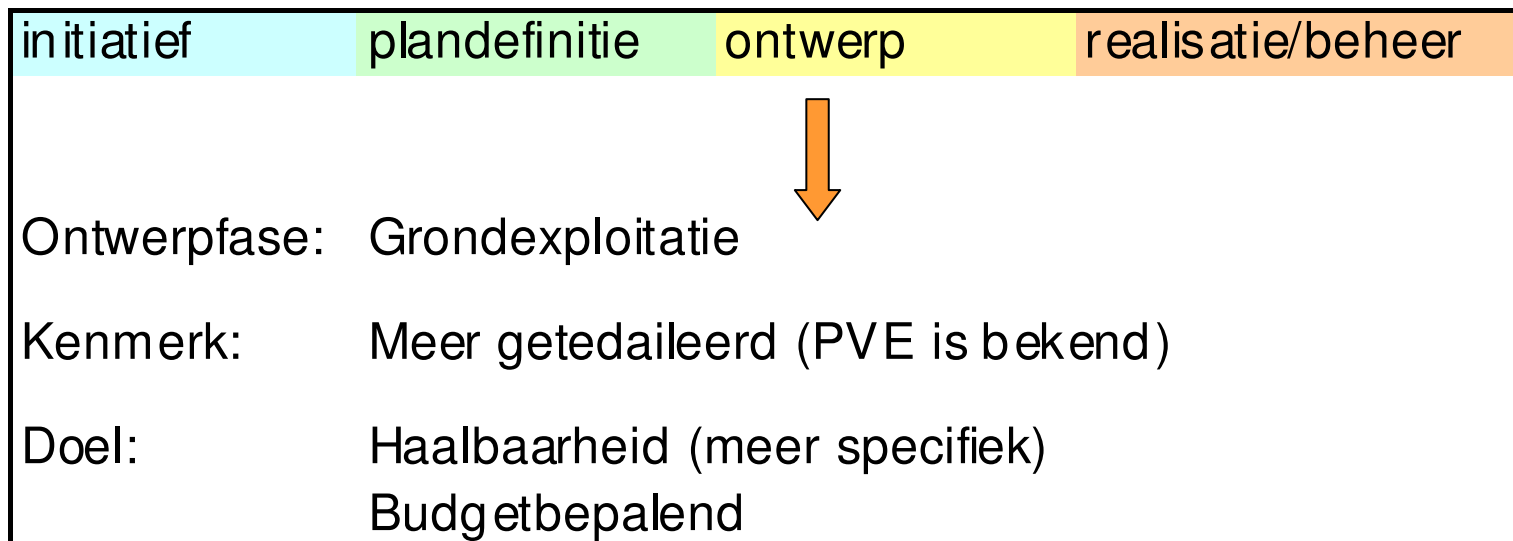 initiatief plandefinitie ontwerp realisatie/beheer
Ontwerpfase: Grondexploitatie
Kenmerk: Meer getedaileerd (PVE is bekend)
Doel: Haalbaarheid (meer specifiek)
Budgetbepalend